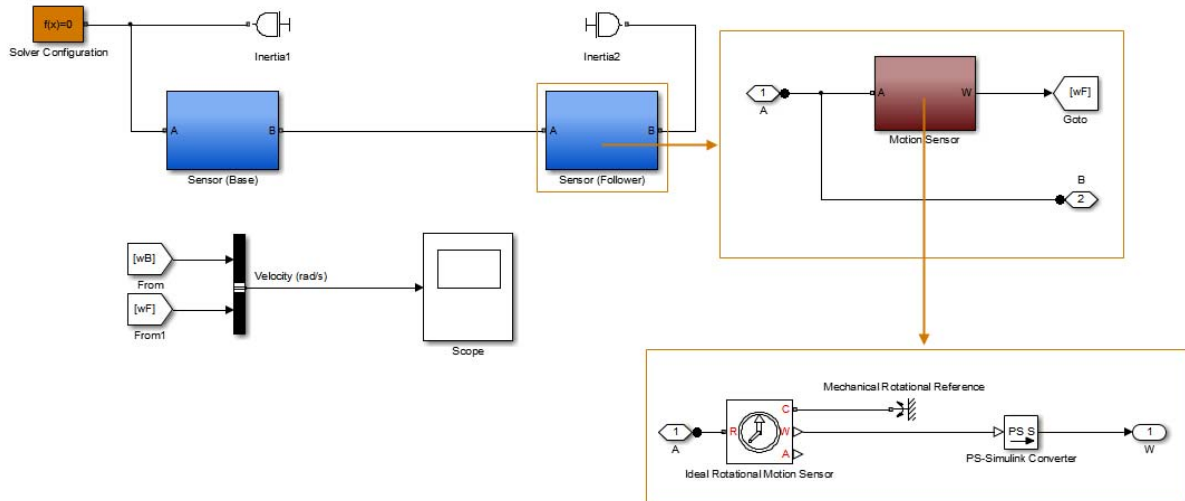 f(x)=0
Solver Configuration
Inertia1
Inertia2
A
B
Sensor (Base)
A
B
Sensor (Follower)
1
A
A
W
Motion Sensor
[wF]
Goto
B
2
[wB]
From
[wF]
From1
Velocity (rad/s)
Scope
Mechanical Rotational Reference
1
A
R
C
W
A
Ideal Rotational Motion Sensor
PS S
PS-Simulink Converter
1
W